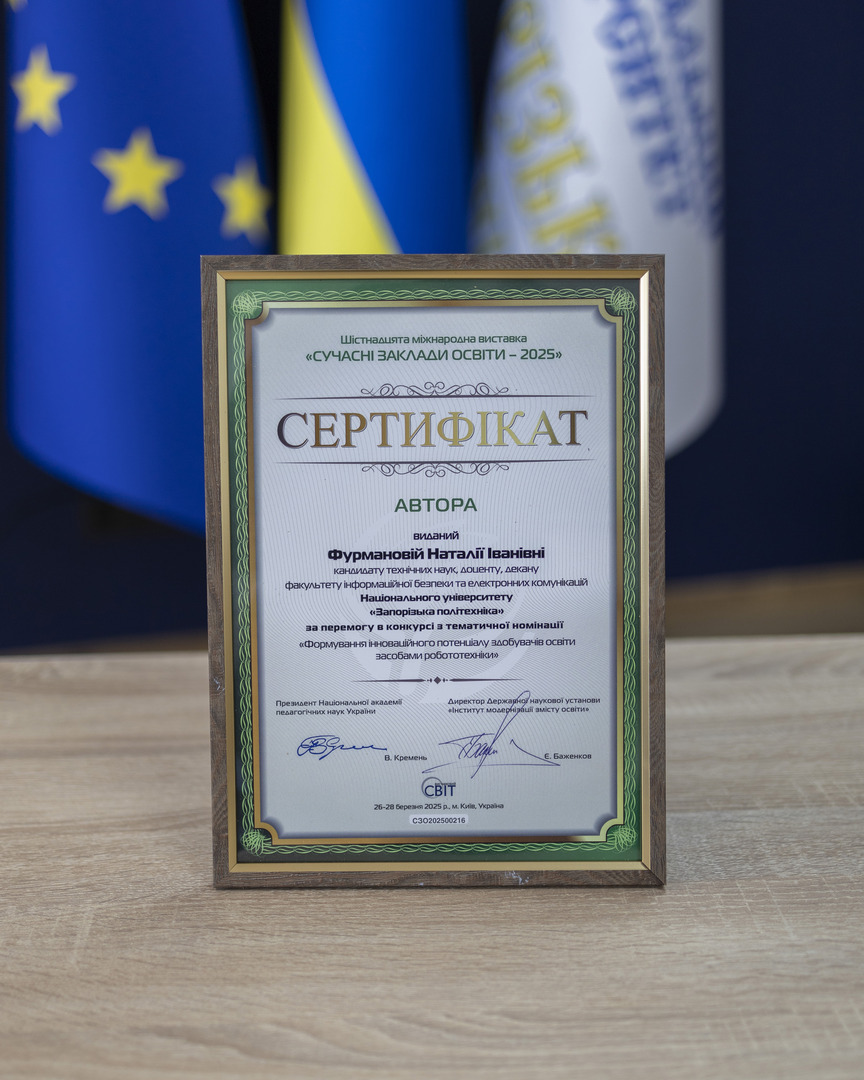 Шістнадцята міжнародна виставка
«СУЧАСНІ ЗАКЛАДИ ОСВІТИ – 2025»
СЕРТИФІКАТ
АВТОРА
виданий
Фурмановій Наталії Іванівні
кандидату технічних наук, доценту, декану
факультету інформаційної безпеки та електронних комунікацій
Національного університету
«Запорізька політехніка»
за перемогу в конкурсі з тематичної номінації
«Формування інноваційного потенціалу здобувачів освіти
засобами робототехніки»
Президент Національної академії
педагогічних наук України
В. Кремень
Директор Державної наукової установи
«Інститут модернізації змісту освіти»
Є. Баженков
СВІТ
26-28 березня 2025 р., м. Київ, Україна
СЗО202500216